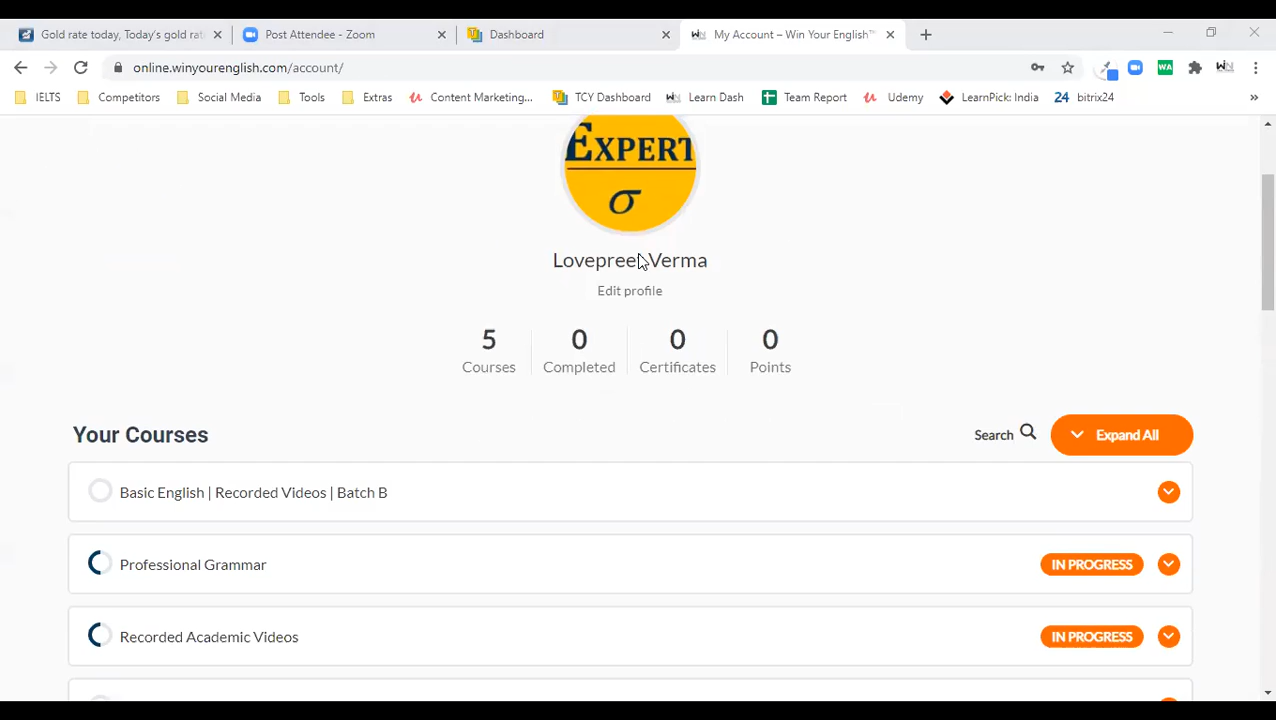 Gold rate today, Today's gold rat
Post Attendee - Zoom
Dashboard
My Account – Win Your English™
online.winyourenglish.com/account/
IELTS
Competitors
Social Media
Tools
Extras
Content Marketing...
TCY Dashboard
Learn Dash
Team Report
Udemy
LearnPick: India
24 bitrix24
»
EXPERT
σ
Lovepreet Verma
Edit profile
5 0 0 0
Courses Completed Certificates Points
Your Courses
Search
Expand All
Basic English | Recorded Videos | Batch B
Professional Grammar
IN PROGRESS
Recorded Academic Videos
IN PROGRESS